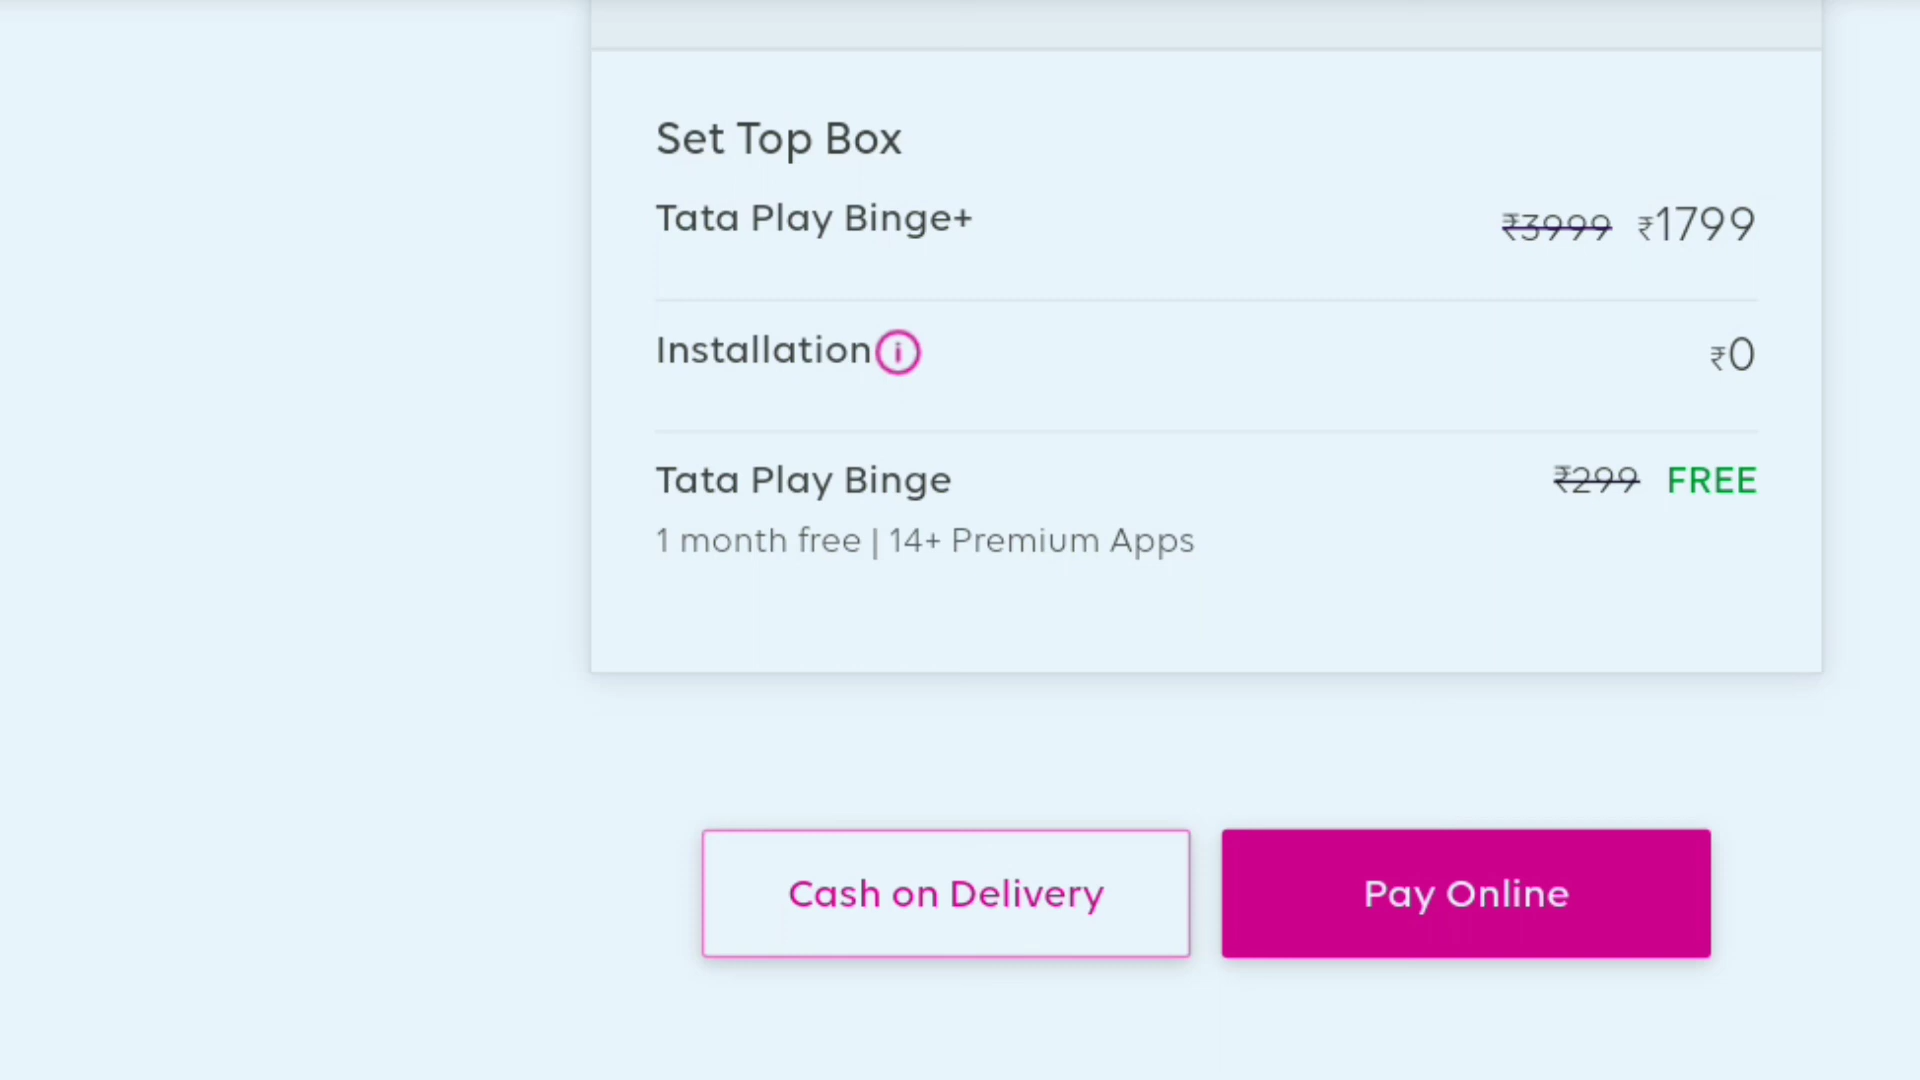 Set Top Box
Tata Play Binge+ ₹3999 ₹1799
Installation i ₹0
Tata Play Binge ₹299 FREE
1 month free | 14+ Premium Apps
Cash on Delivery Pay Online